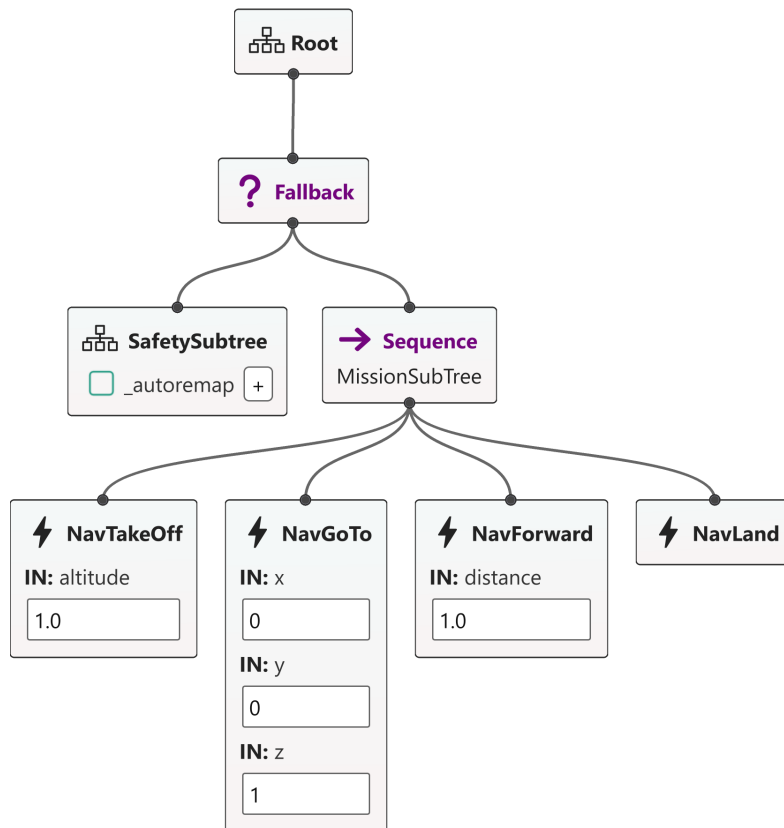 Root
? Fallback
SafetySubtree
_autoremap +
Sequence
MissionSubTree
NavTakeOff
IN: altitude
1.0
NavGoTo
IN: x
0
IN: y
0
IN: z
1
NavForward
IN: distance
1.0
NavLand